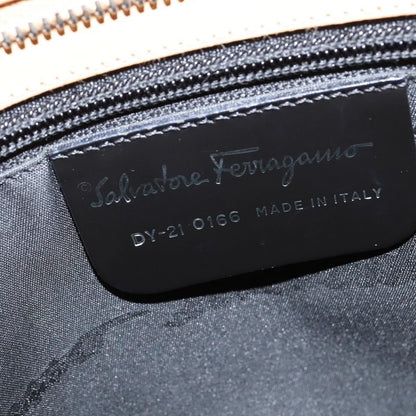 Salvatore Ferragamo
DY-21 0166 MADE IN ITALY